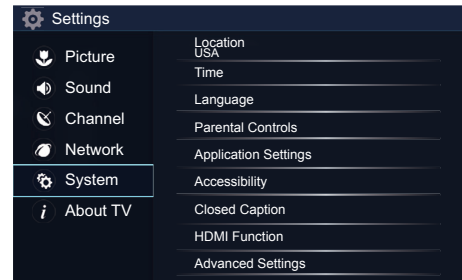 Settings
Picture
Sound
Channel
Network
System
i About TV
Location
USA
Time
Language
Parental Controls
Application Settings
Accessibility
Closed Caption
HDMI Function
Advanced Settings